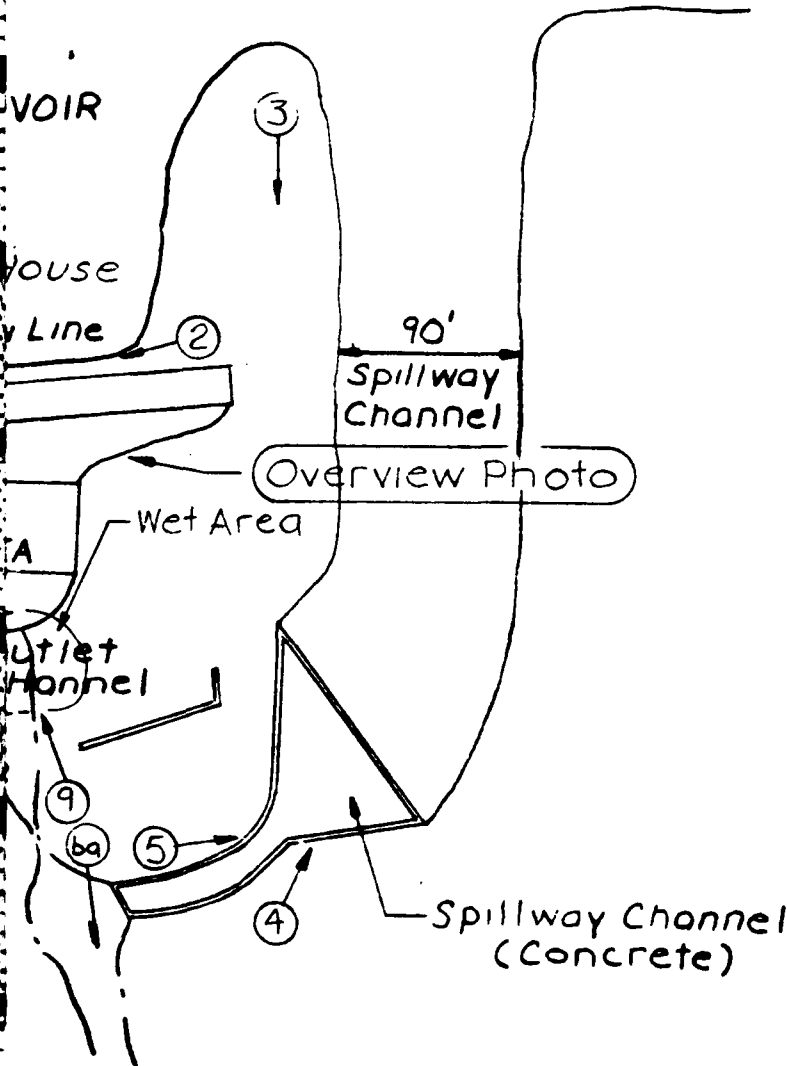 VOIR
3
ouse
Line
2
90'
Spillway
Channel
Overview Photo
Wet Area
A
utlet
hannel
9
5
4
Spillway Channel
(Concrete)